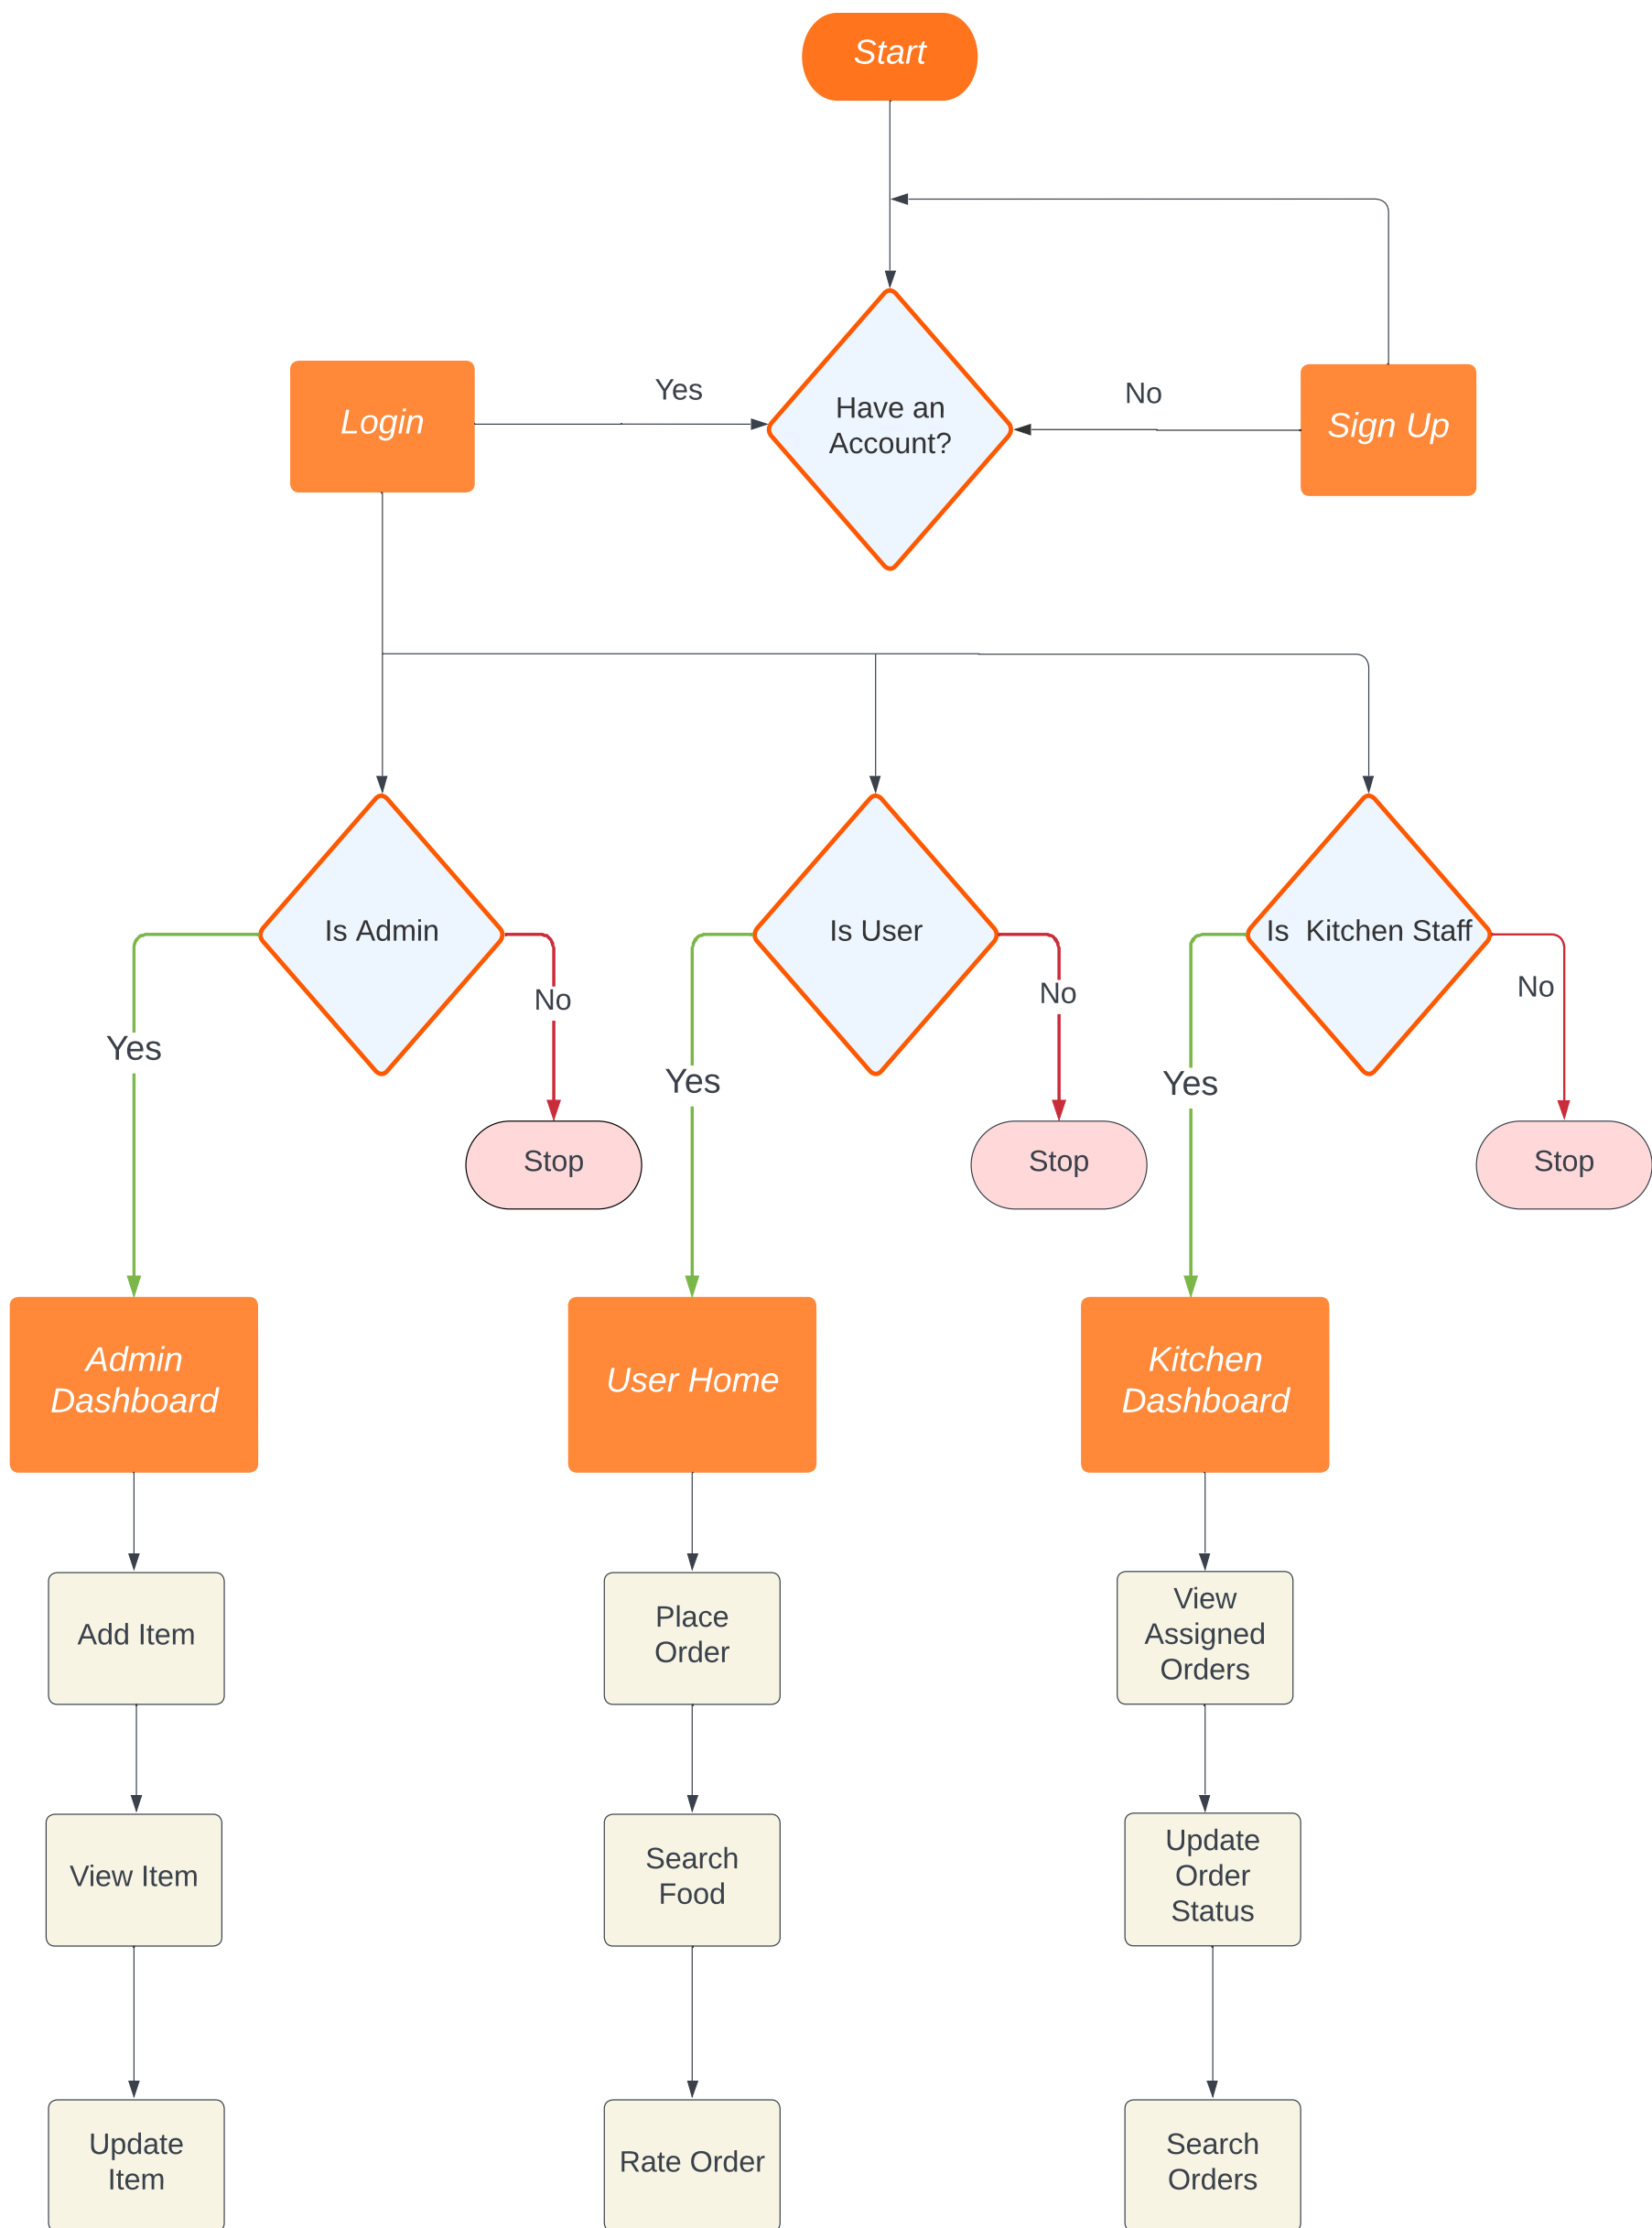 Start
Login
Yes
Have an
Account?
No
Sign Up
Is Admin
Is User
Is  Kitchen Staff
No
No
No
Yes
Yes
Yes
Stop
Stop
Stop
Admin
Dashboard
User Home
Kitchen
Dashboard
Add Item
Place
Order
View
Assigned
Orders
View Item
Search
Food
Update
Order
Status
Update
Item
Rate Order
Search
Orders